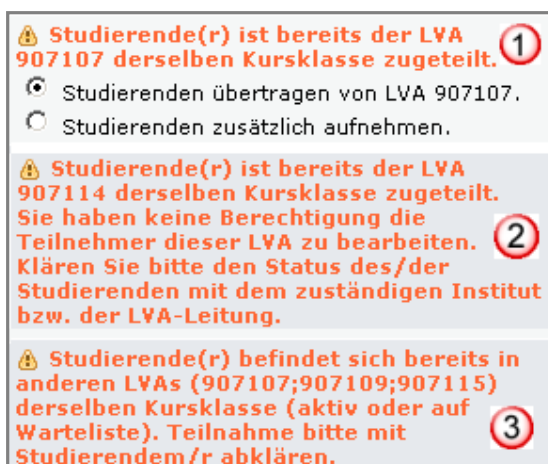 Studierende(r) ist bereits der LVA
907107 derselben Kursklasse zugeteilt. 1
Studierenden übertragen von LVA 907107.
Studierenden zusätzlich aufnehmen.
Studierende(r) ist bereits der LVA
907114 derselben Kursklasse zugeteilt.
Sie haben keine Berechtigung die
Teilnehmer dieser LVA zu bearbeiten. 2
Klären Sie bitte den Status des/der
Studierenden mit dem zuständigen Institut
bzw. der LVA-Leitung.
Studierende(r) befindet sich bereits in
anderen LVAs (907107;907109;907115)
derselben Kursklasse (aktiv oder auf
Warteliste). Teilnahme bitte mit 3
Studierendem/r abklären.